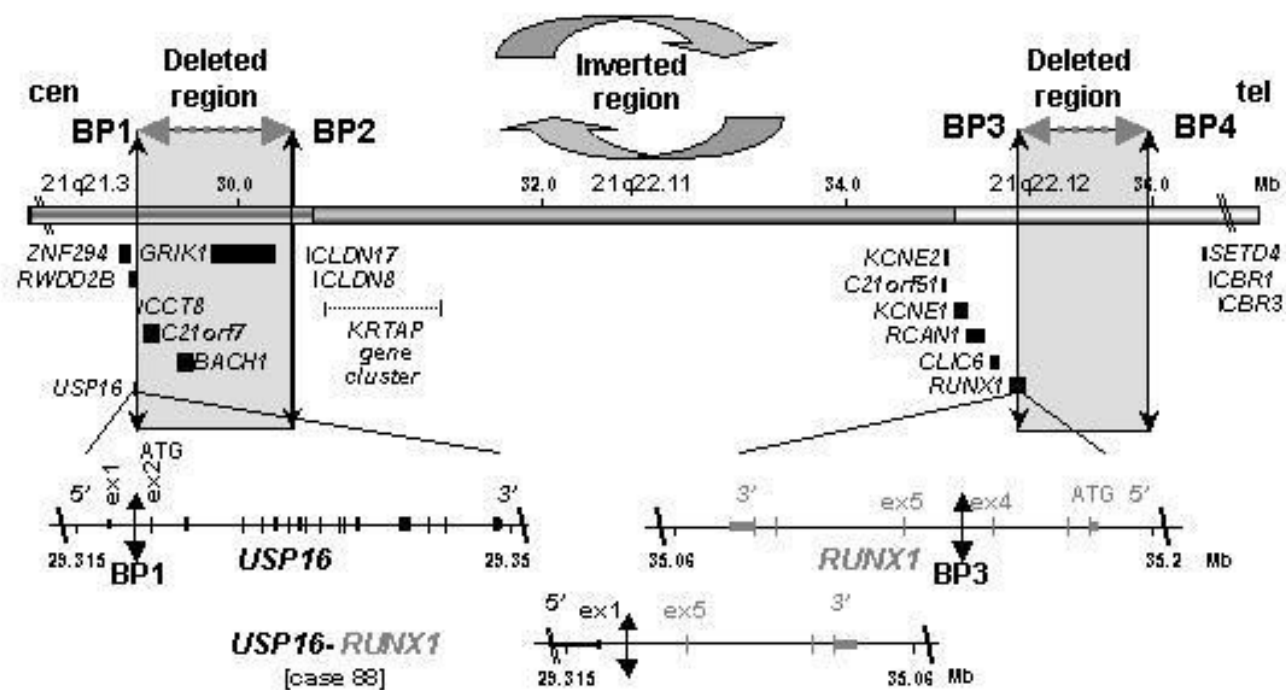 cen
Deleted region
Inverted region
Deleted region
tel
BP1
BP2
BP3
BP4
21q21.3
30.0
32.0
21q22.11
34.0
21q22.12
36.0
Mb
ZNF294
GRIK1
CLDN17
KCNE2
SETD4
RWDD2B
CLDN8
C21orf51
CBR1
CCT8
KCNE1
CBR3
C21orf7
KRTAP
gene
cluster
RCAN1
BACH1
CLIC6
USP16
RUNX1
ATG
5' ex1 ex2 3'
3' ex5 ex4 ATG 5'
29.315 BP1 USP16 29.35
35.06 RUNX1 BP3 35.2 Mb
5' ex1 ex5 3'
USP16-RUNX1
[case 88]
29.315 35.06 Mb